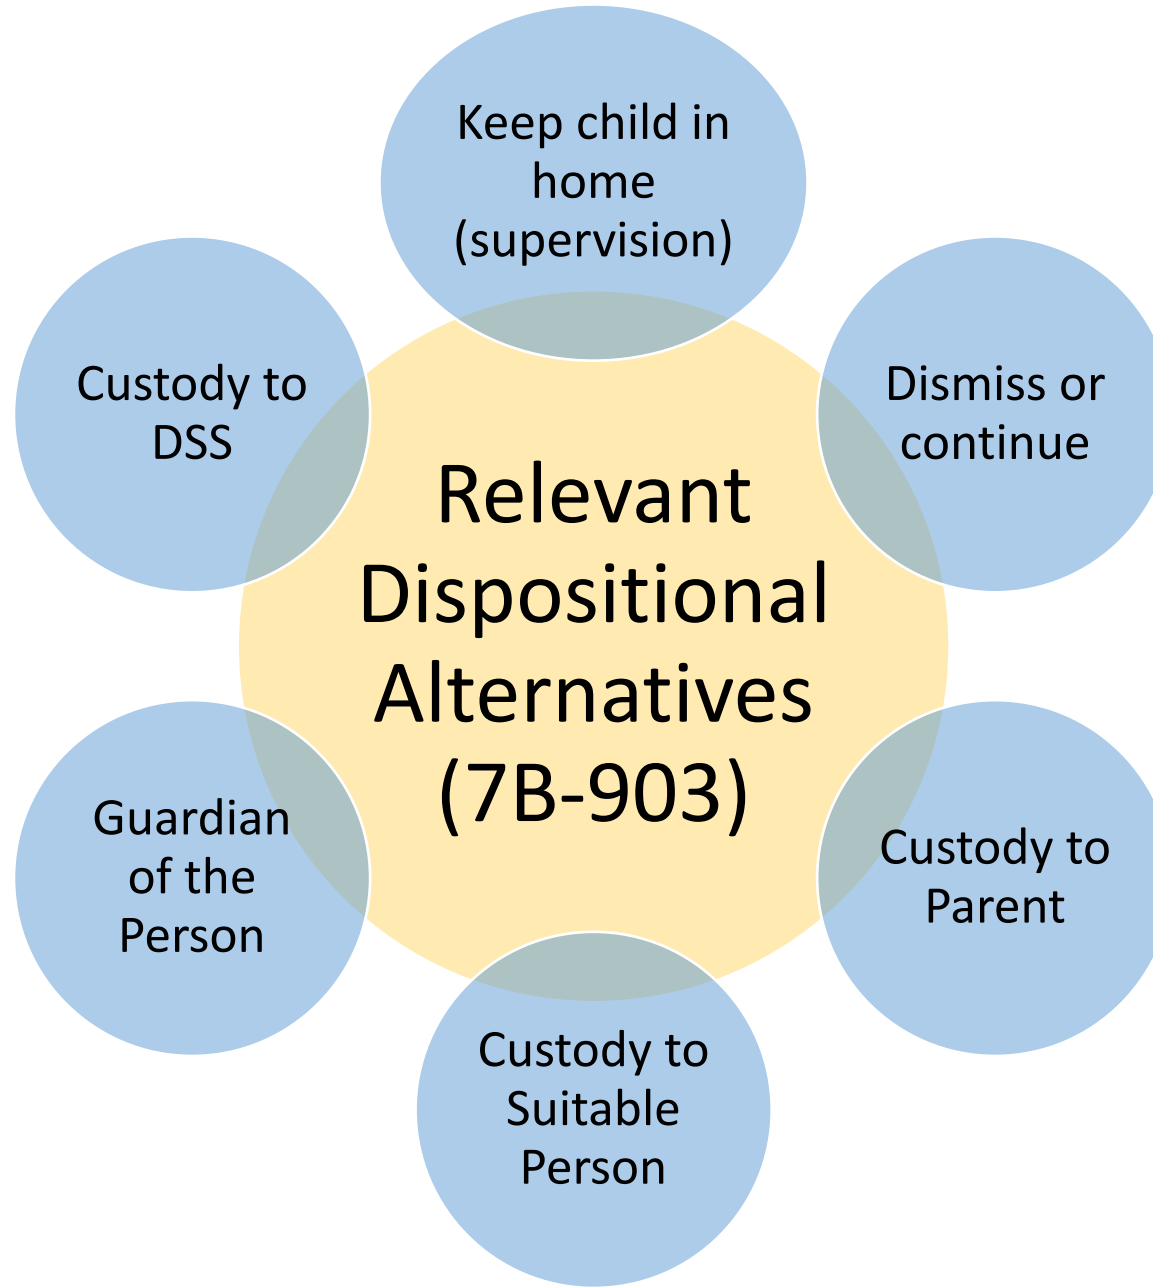 Keep child in
home
(supervision)
Custody to
DSS
Dismiss or
continue
Relevant
Dispositional
Alternatives
(7B-903)
Guardian
of the
Person
Custody to
Parent
Custody to
Suitable
Person